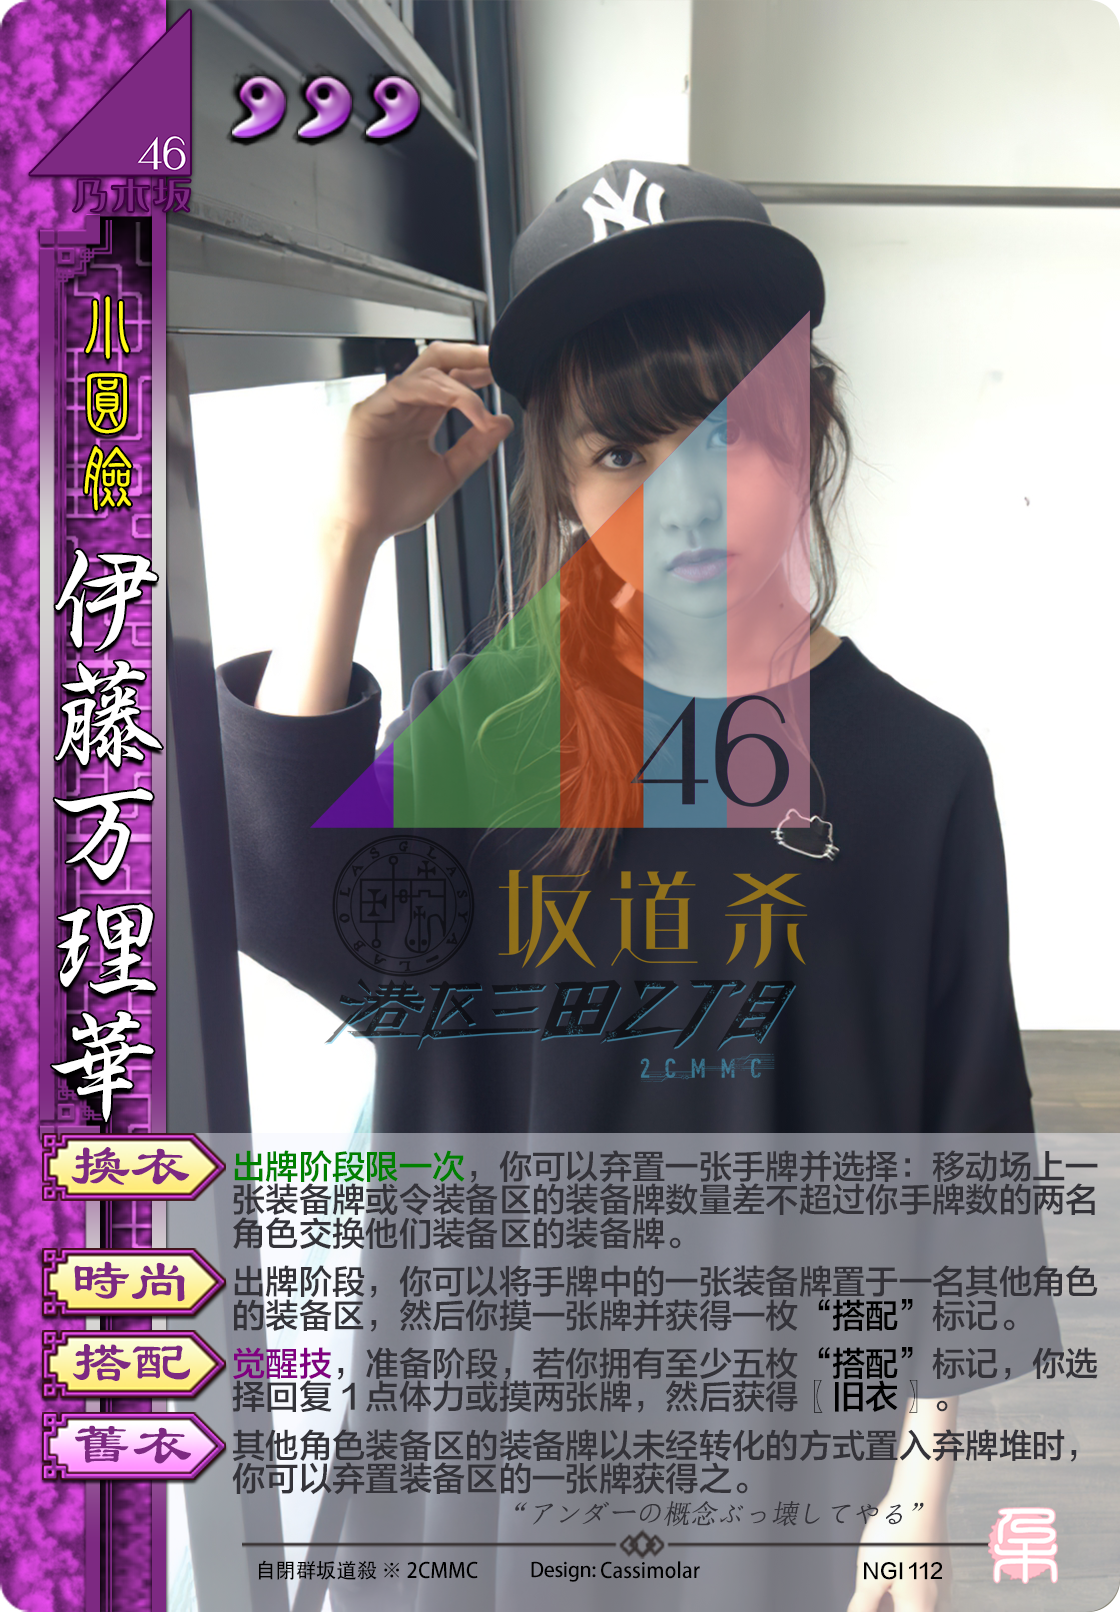 46
乃木坂
小圓臉
伊藤万理華
NY
46
SGLASYALABOLA
坂道杀
港区三田乙丁目
2CMMC
換衣
出牌阶段限一次，你可以弃置一张手牌并选择：移动场上一
张装备牌或令装备区的装备牌数量差不超过你手牌数的两名
角色交换他们装备区的装备牌。
時尚
出牌阶段，你可以将手牌中的一张装备牌置于一名其他角色
的装备区，然后你摸一张牌并获得一枚“搭配”标记。
搭配
觉醒技，准备阶段，若你拥有至少五枚“搭配”标记，你选
择回复1点体力或摸两张牌，然后获得〖旧衣〗。
舊衣
其他角色装备区的装备牌以未经转化的方式置入弃牌堆时，
你可以弃置装备区的一张牌获得之。
“アンダーの概念ぶっ壊してやる”
自閉群坂道殺 ※ 2CMMC
Design: Cassimolar
NGI 112